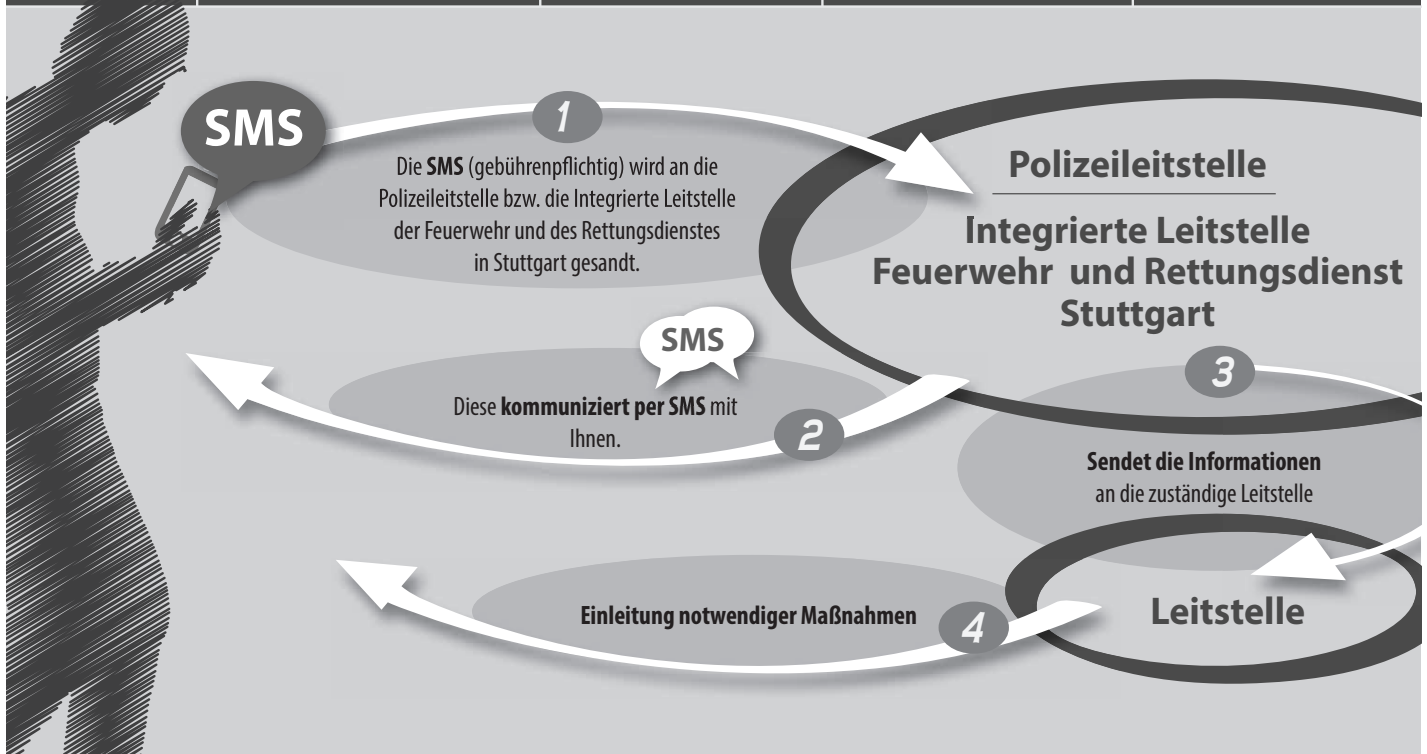 SMS
1
Die SMS (gebührenpflichtig) wird an die
Polizeileitstelle bzw. die Integrierte Leitstelle
der Feuerwehr und des Rettungsdienstes
in Stuttgart gesandt.
Polizeileitstelle
Integrierte Leitstelle
Feuerwehr und Rettungsdienst
Stuttgart
SMS
Diese kommuniziert per SMS mit
Ihnen.
2
3
Sendet die Informationen
an die zuständige Leitstelle
Einleitung notwendiger Maßnahmen
4
Leitstelle